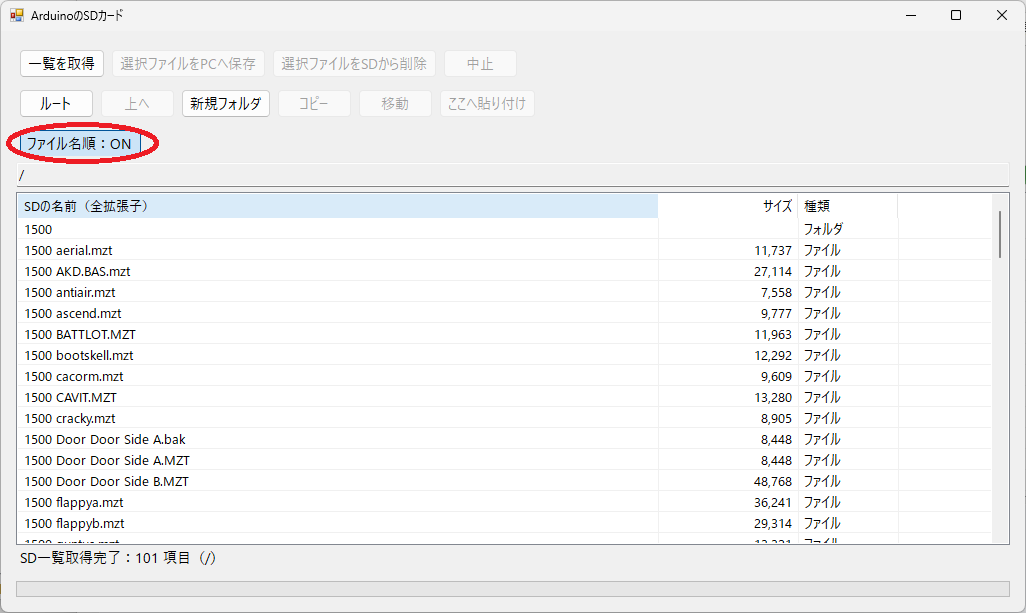 ArduinoのSDカード
一覧を取得 選択ファイルをPCへ保存 選択ファイルをSDから削除 中止
ルート 上へ 新規フォルダ コピー 移動 ここへ貼り付け
ファイル名順：ON
/
SDの名前（全拡張子） サイズ 種類
1500 フォルダ
1500 aerial.mzt 11,737 ファイル
1500 AKD.BAS.mzt 27,114 ファイル
1500 antiair.mzt 7,558 ファイル
1500 ascend.mzt 9,777 ファイル
1500 BATTLOT.MZT 11,963 ファイル
1500 bootskell.mzt 12,292 ファイル
1500 cacorm.mzt 9,609 ファイル
1500 CAVIT.MZT 13,280 ファイル
1500 cracky.mzt 8,905 ファイル
1500 Door Door Side A.bak 8,448 ファイル
1500 Door Door Side A.MZT 8,448 ファイル
1500 Door Door Side B.MZT 48,768 ファイル
1500 flappya.mzt 36,241 ファイル
1500 flappyb.mzt 29,314 ファイル
1500 ファイル
SD一覧取得完了：101 項目（/）